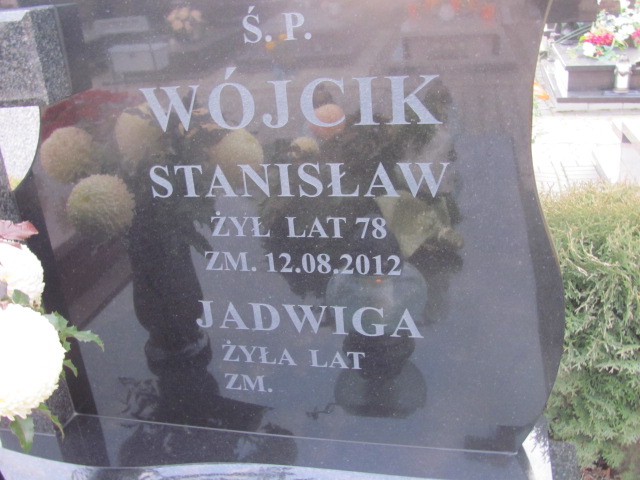 Ś. P.
WÓJCIK
STANISŁAW
ŻYŁ LAT 78
ZM. 12.08.2012
JADWIGA
ŻYŁA LAT
ZM.